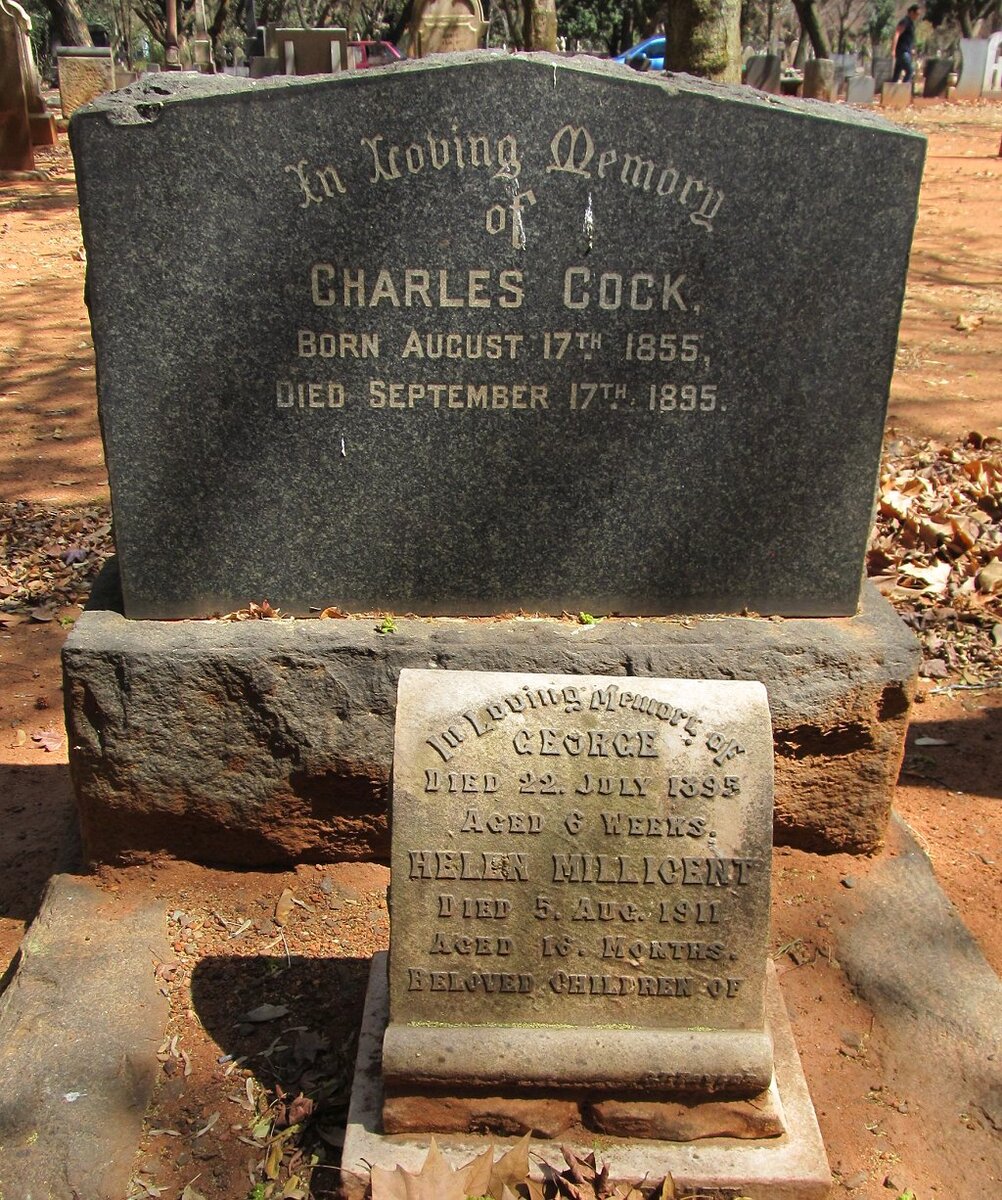 In Loving Memory
of
CHARLES COCK,
BORN AUGUST 17TH 1855,
DIED SEPTEMBER 17TH. 1895.
In Loving Memory of
GEORGE
DIED 22. JULY 1895
AGED 6 WEEKS.
HELEN MILLICENT
DIED 5. AUG. 1911
AGED 16. MONTHS.
BELOVED CHILDREN OF